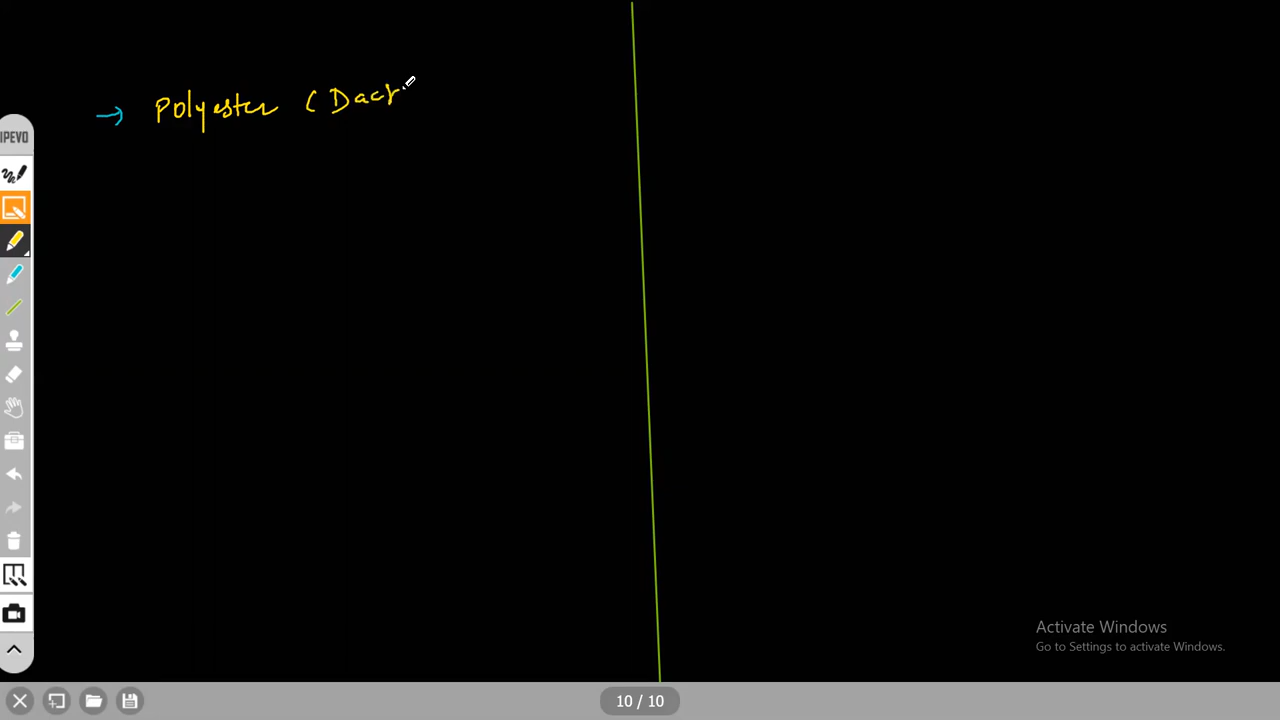 → Polyester (Dacr
IPEVO
Activate Windows
Go to Settings to activate Windows.
10 / 10